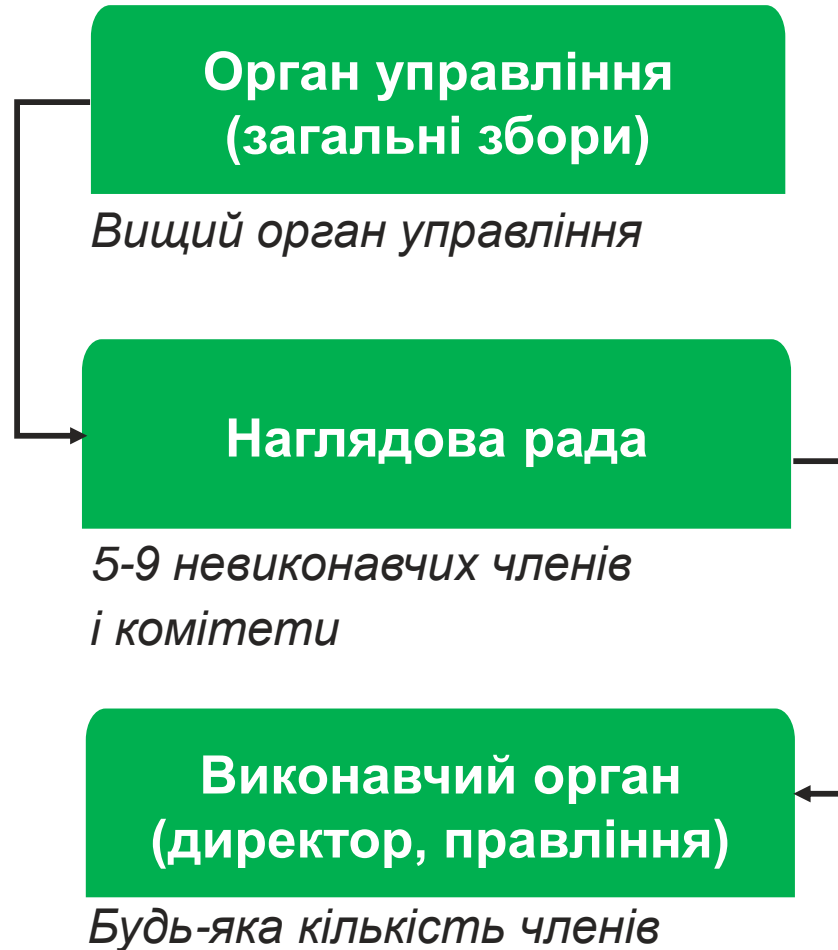 Орган управління
(загальні збори)
Вищий орган управління
Наглядова рада
5-9 невиконавчих членів
і комітети
Виконавчий орган
(директор, правління)
Будь-яка кількість членів